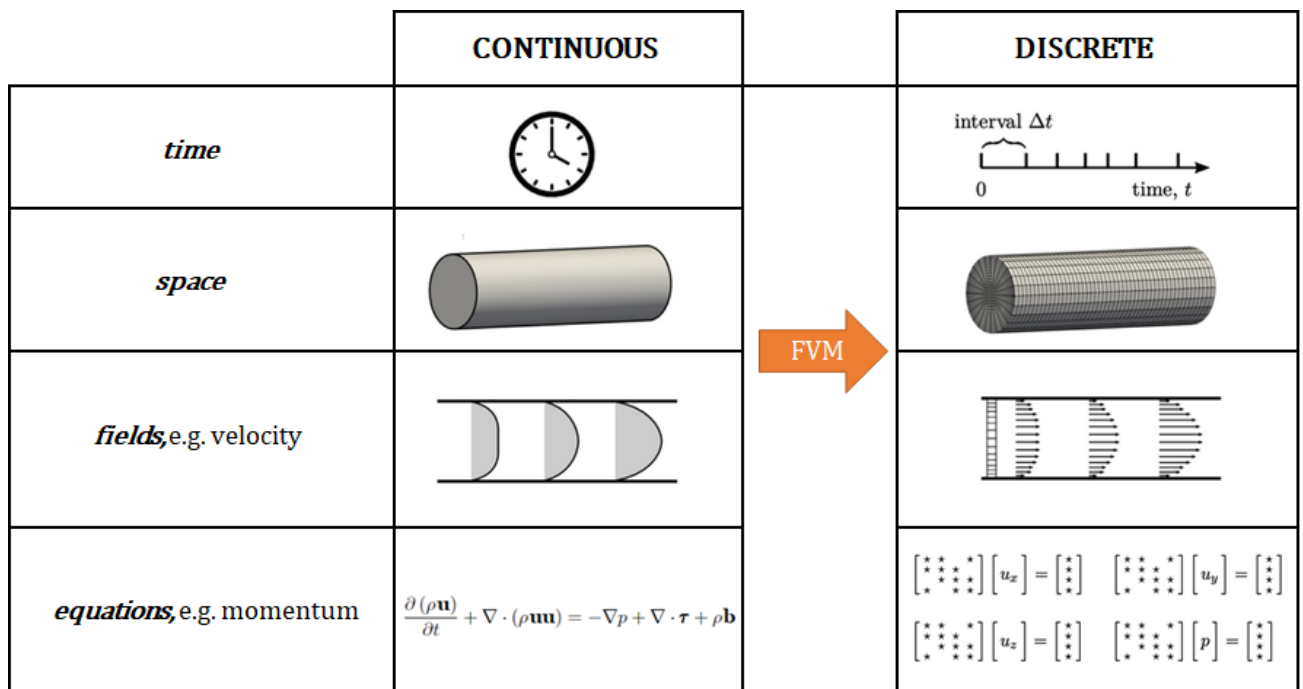 CONTINUOUS
DISCRETE
time
interval Δt
0
time, t
space
FVM
fields,e.g. velocity
equations,e.g. momentum
∂(ρ𝐮)/∂t + ∇ · (ρ𝐮𝐮) = −∇p + ∇ · 𝝉 + ρ𝐛
[⋆ ⋆ ⋆ ⋆ ⋆ ⋆ ⋆ ⋆ ⋆ ⋆ ⋆ ⋆] [u_x] = [⋆ ⋆ ⋆ ⋆] [⋆ ⋆ ⋆ ⋆ ⋆ ⋆ ⋆ ⋆ ⋆ ⋆ ⋆ ⋆] [u_y] = [⋆ ⋆ ⋆ ⋆]
[⋆ ⋆ ⋆ ⋆ ⋆ ⋆ ⋆ ⋆ ⋆ ⋆ ⋆ ⋆] [u_z] = [⋆ ⋆ ⋆ ⋆] [⋆ ⋆ ⋆ ⋆ ⋆ ⋆ ⋆ ⋆ ⋆ ⋆ ⋆ ⋆] [p] = [⋆ ⋆ ⋆ ⋆]